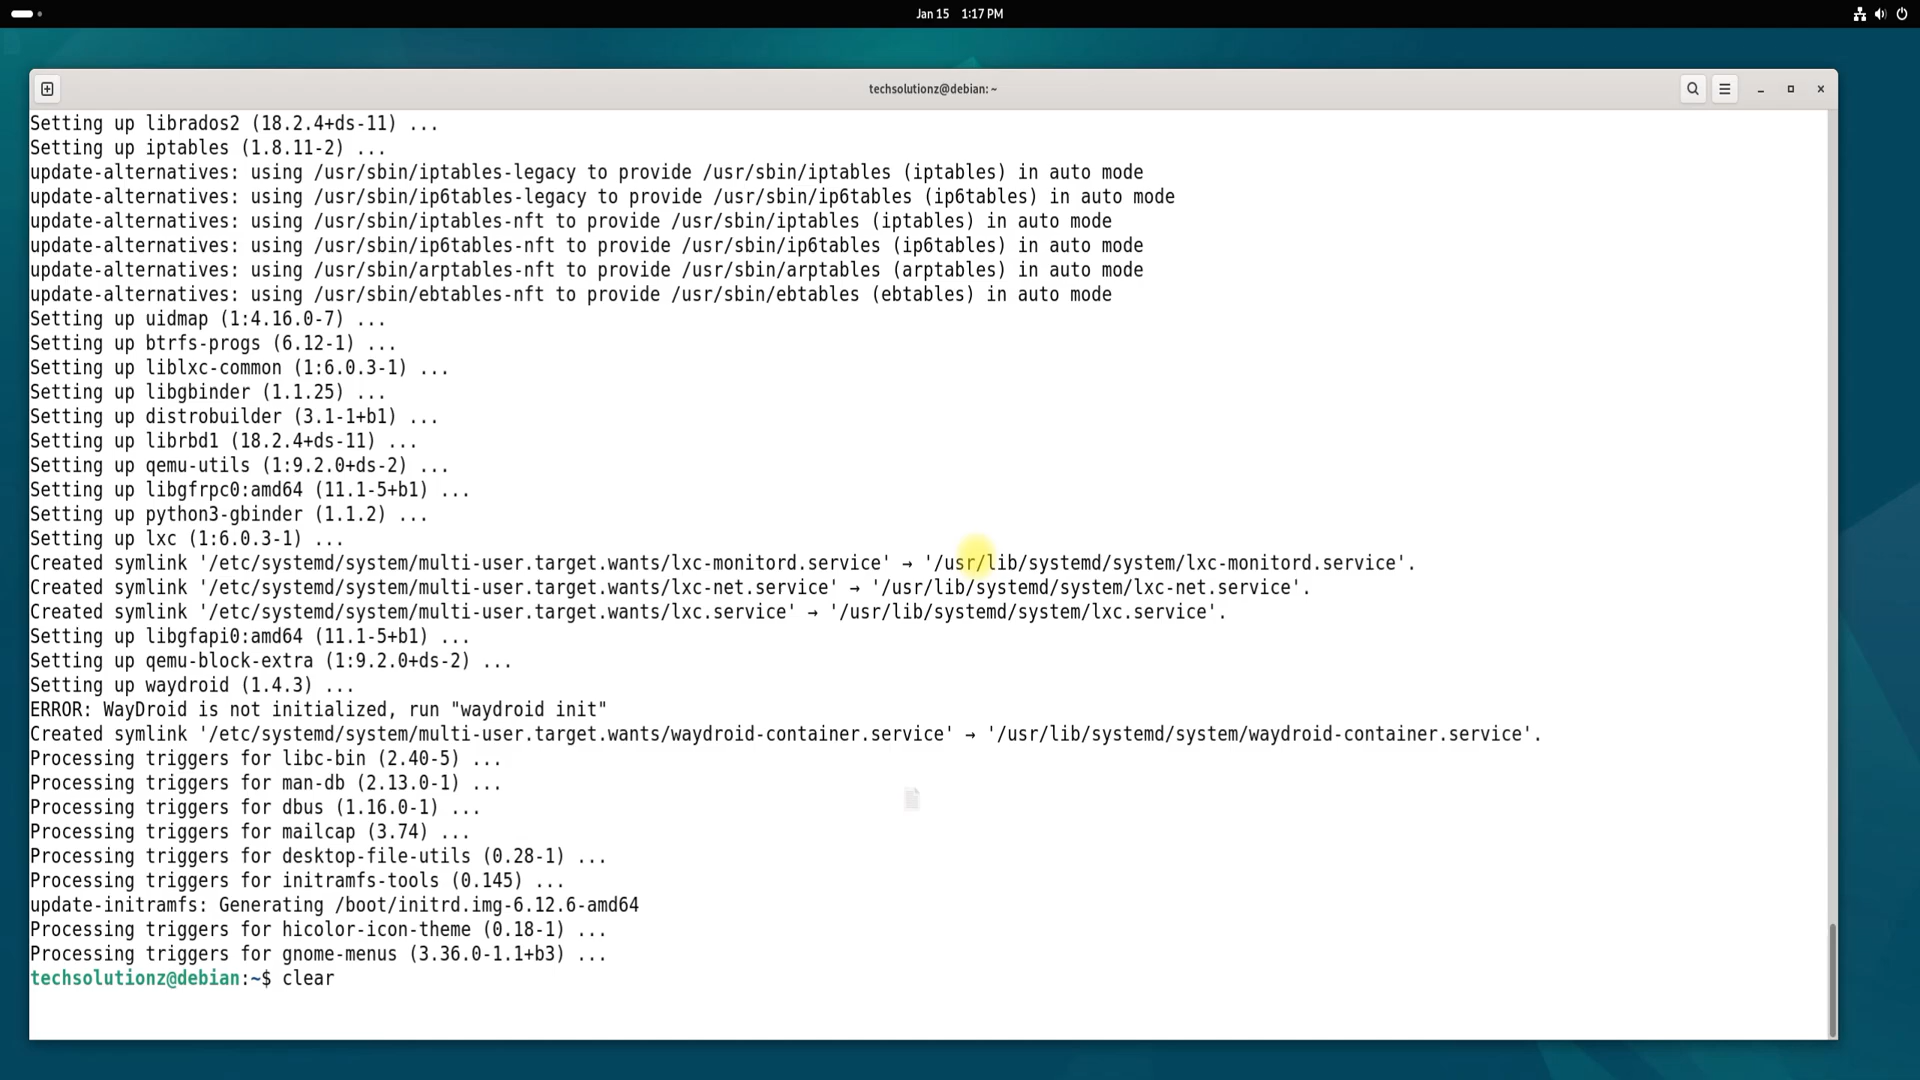 Jan 15 1:17 PM
techsolutionz@debian: ~
Setting up librados2 (18.2.4+ds-11) ...
Setting up iptables (1.8.11-2) ...
update-alternatives: using /usr/sbin/iptables-legacy to provide /usr/sbin/iptables (iptables) in auto mode
update-alternatives: using /usr/sbin/ip6tables-legacy to provide /usr/sbin/ip6tables (ip6tables) in auto mode
update-alternatives: using /usr/sbin/iptables-nft to provide /usr/sbin/iptables (iptables) in auto mode
update-alternatives: using /usr/sbin/ip6tables-nft to provide /usr/sbin/ip6tables (ip6tables) in auto mode
update-alternatives: using /usr/sbin/arptables-nft to provide /usr/sbin/arptables (arptables) in auto mode
update-alternatives: using /usr/sbin/ebtables-nft to provide /usr/sbin/ebtables (ebtables) in auto mode
Setting up uidmap (1:4.16.0-7) ...
Setting up btrfs-progs (6.12-1) ...
Setting up liblxc-common (1:6.0.3-1) ...
Setting up libgbinder (1.1.25) ...
Setting up distrobuilder (3.1-1+b1) ...
Setting up librbd1 (18.2.4+ds-11) ...
Setting up qemu-utils (1:9.2.0+ds-2) ...
Setting up libgfrpc0:amd64 (11.1-5+b1) ...
Setting up python3-gbinder (1.1.2) ...
Setting up lxc (1:6.0.3-1) ...
Created symlink '/etc/systemd/system/multi-user.target.wants/lxc-monitord.service' → '/usr/lib/systemd/system/lxc-monitord.service'.
Created symlink '/etc/systemd/system/multi-user.target.wants/lxc-net.service' → '/usr/lib/systemd/system/lxc-net.service'.
Created symlink '/etc/systemd/system/multi-user.target.wants/lxc.service' → '/usr/lib/systemd/system/lxc.service'.
Setting up libgfapi0:amd64 (11.1-5+b1) ...
Setting up qemu-block-extra (1:9.2.0+ds-2) ...
Setting up waydroid (1.4.3) ...
ERROR: WayDroid is not initialized, run "waydroid init"
Created symlink '/etc/systemd/system/multi-user.target.wants/waydroid-container.service' → '/usr/lib/systemd/system/waydroid-container.service'.
Processing triggers for libc-bin (2.40-5) ...
Processing triggers for man-db (2.13.0-1) ...
Processing triggers for dbus (1.16.0-1) ...
Processing triggers for mailcap (3.74) ...
Processing triggers for desktop-file-utils (0.28-1) ...
Processing triggers for initramfs-tools (0.145) ...
update-initramfs: Generating /boot/initrd.img-6.12.6-amd64
Processing triggers for hicolor-icon-theme (0.18-1) ...
Processing triggers for gnome-menus (3.36.0-1.1+b3) ...
techsolutionz@debian:~$ clear